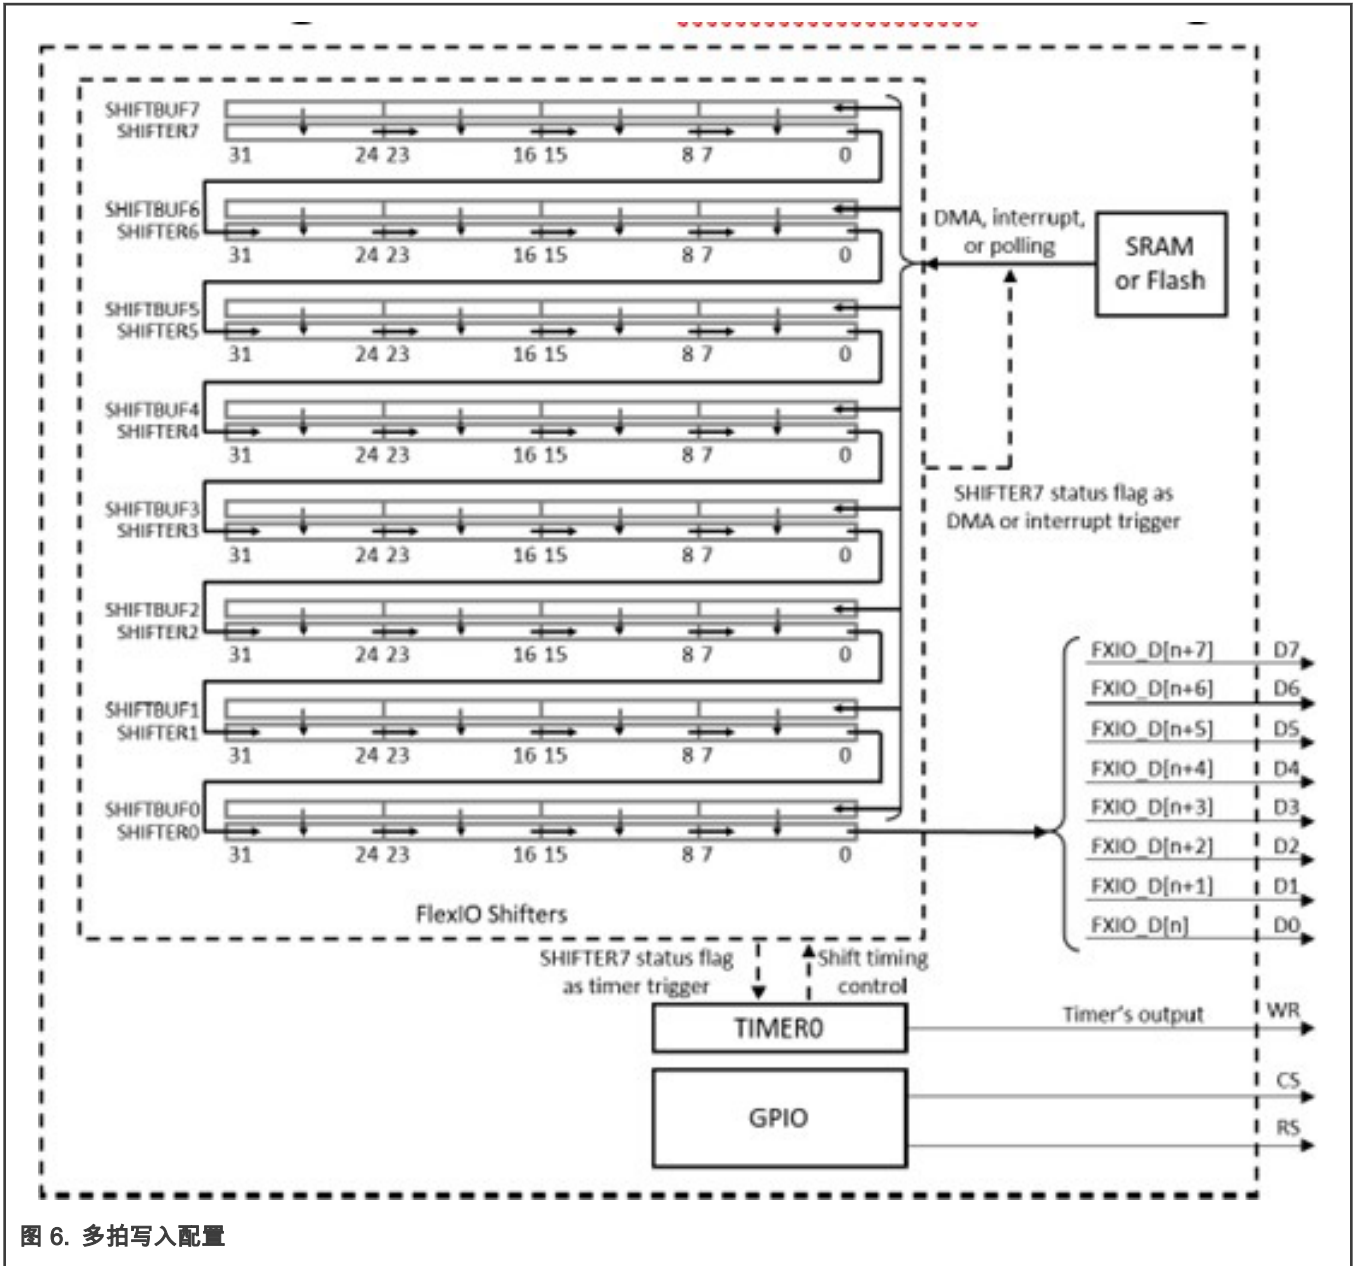 SHIFTBUF7
SHIFTER7
31 24 23 16 15 8 7 0
SHIFTBUF6
SHIFTER6
31 24 23 16 15 8 7 0
SHIFTBUF5
SHIFTER5
31 24 23 16 15 8 7 0
SHIFTBUF4
SHIFTER4
31 24 23 16 15 8 7 0
SHIFTBUF3
SHIFTER3
31 24 23 16 15 8 7 0
SHIFTBUF2
SHIFTER2
31 24 23 16 15 8 7 0
SHIFTBUF1
SHIFTER1
31 24 23 16 15 8 7 0
SHIFTBUF0
SHIFTER0
31 24 23 16 15 8 7 0
FlexIO Shifters
DMA, interrupt,
or polling
SRAM
or Flash
SHIFTER7 status flag as
DMA or interrupt trigger
FXIO_D[n+7] D7
FXIO_D[n+6] D6
FXIO_D[n+5] D5
FXIO_D[n+4] D4
FXIO_D[n+3] D3
FXIO_D[n+2] D2
FXIO_D[n+1] D1
FXIO_D[n] D0
SHIFTER7 status flag
as timer trigger
Shift timing
control
TIMER0
Timer's output WR
GPIO
CS
RS
图 6. 多拍写入配置